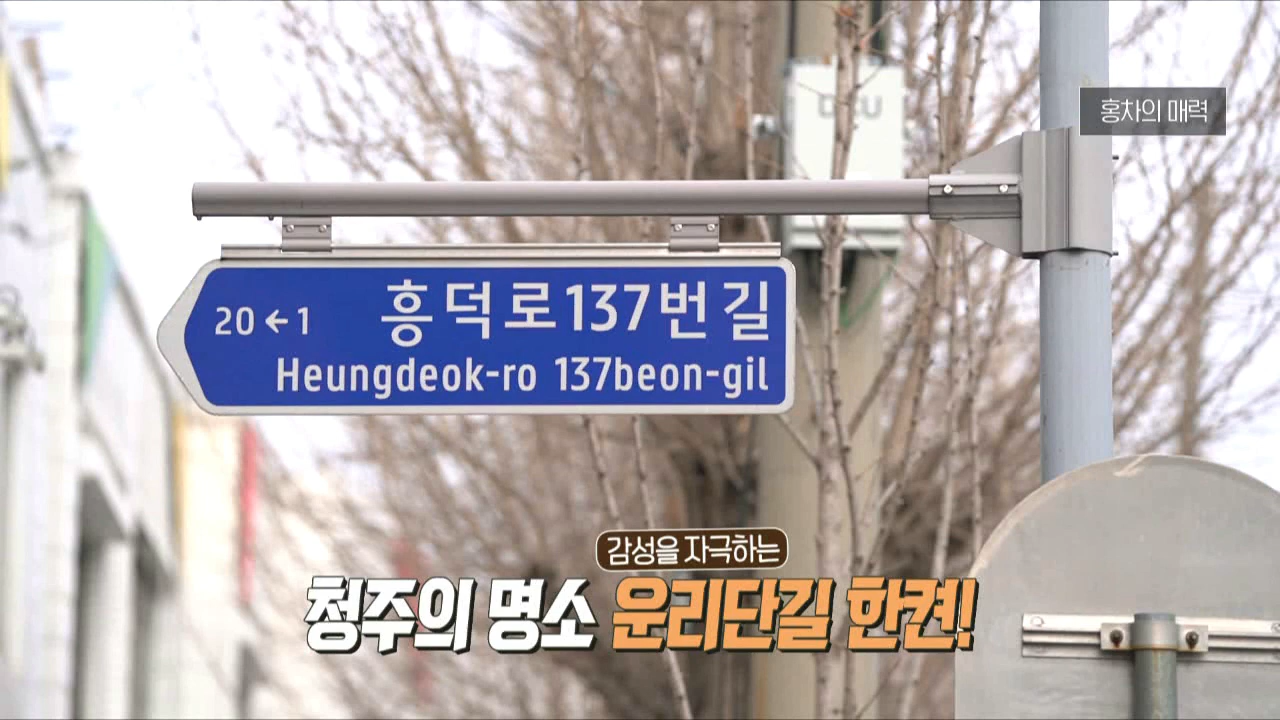 홍차의 매력
20 ← 1 흥덕로137번길
Heungdeok-ro 137beon-gil
감성을 자극하는
청주의 명소 운리단길 한켠!